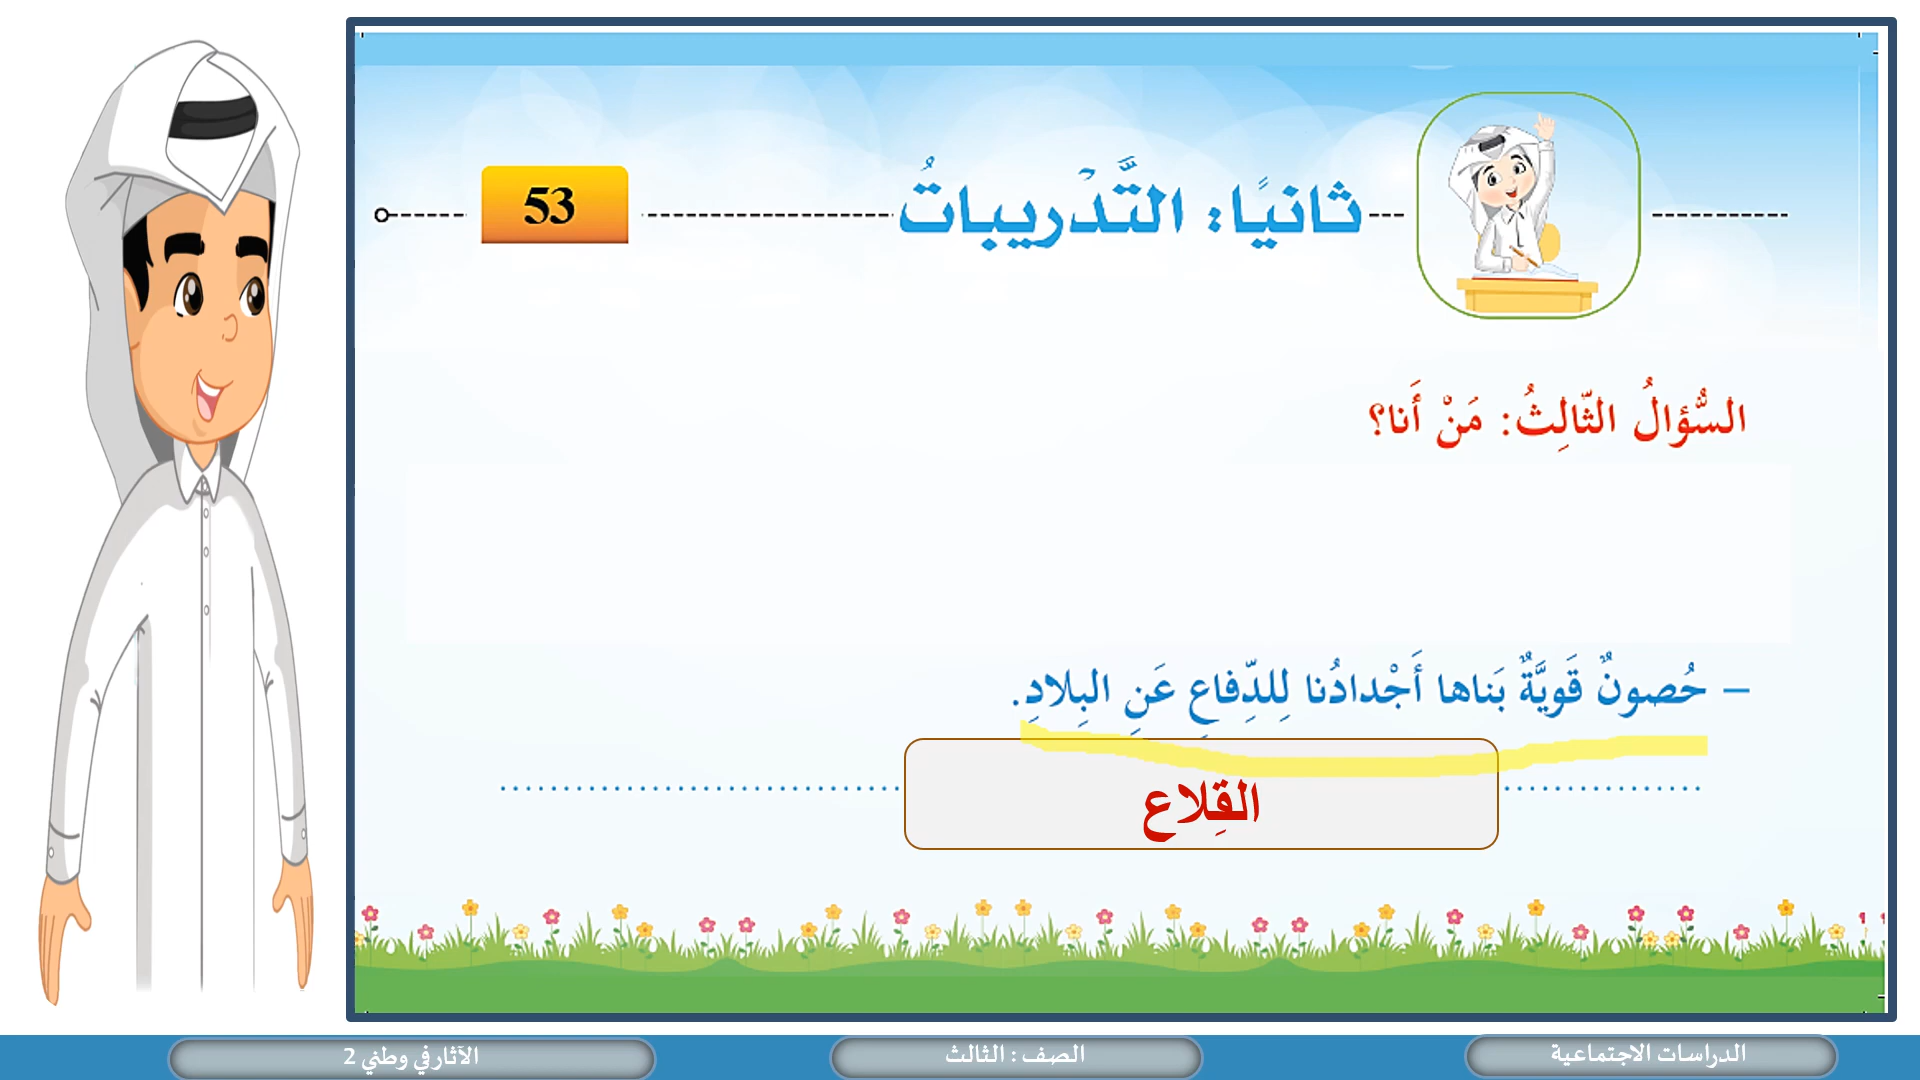 ثانيًا: التَّدْريباتُ
53
السُّؤالُ الثّالِثُ: مَنْ أَنا؟
– حُصونٌ قَويَّةٌ بَناها أَجْدادُنا لِلدِّفاعِ عَنِ البِلادِ.
القِلاع
الدراسات الاجتماعية
الصف : الثالث
الآثار في وطني 2